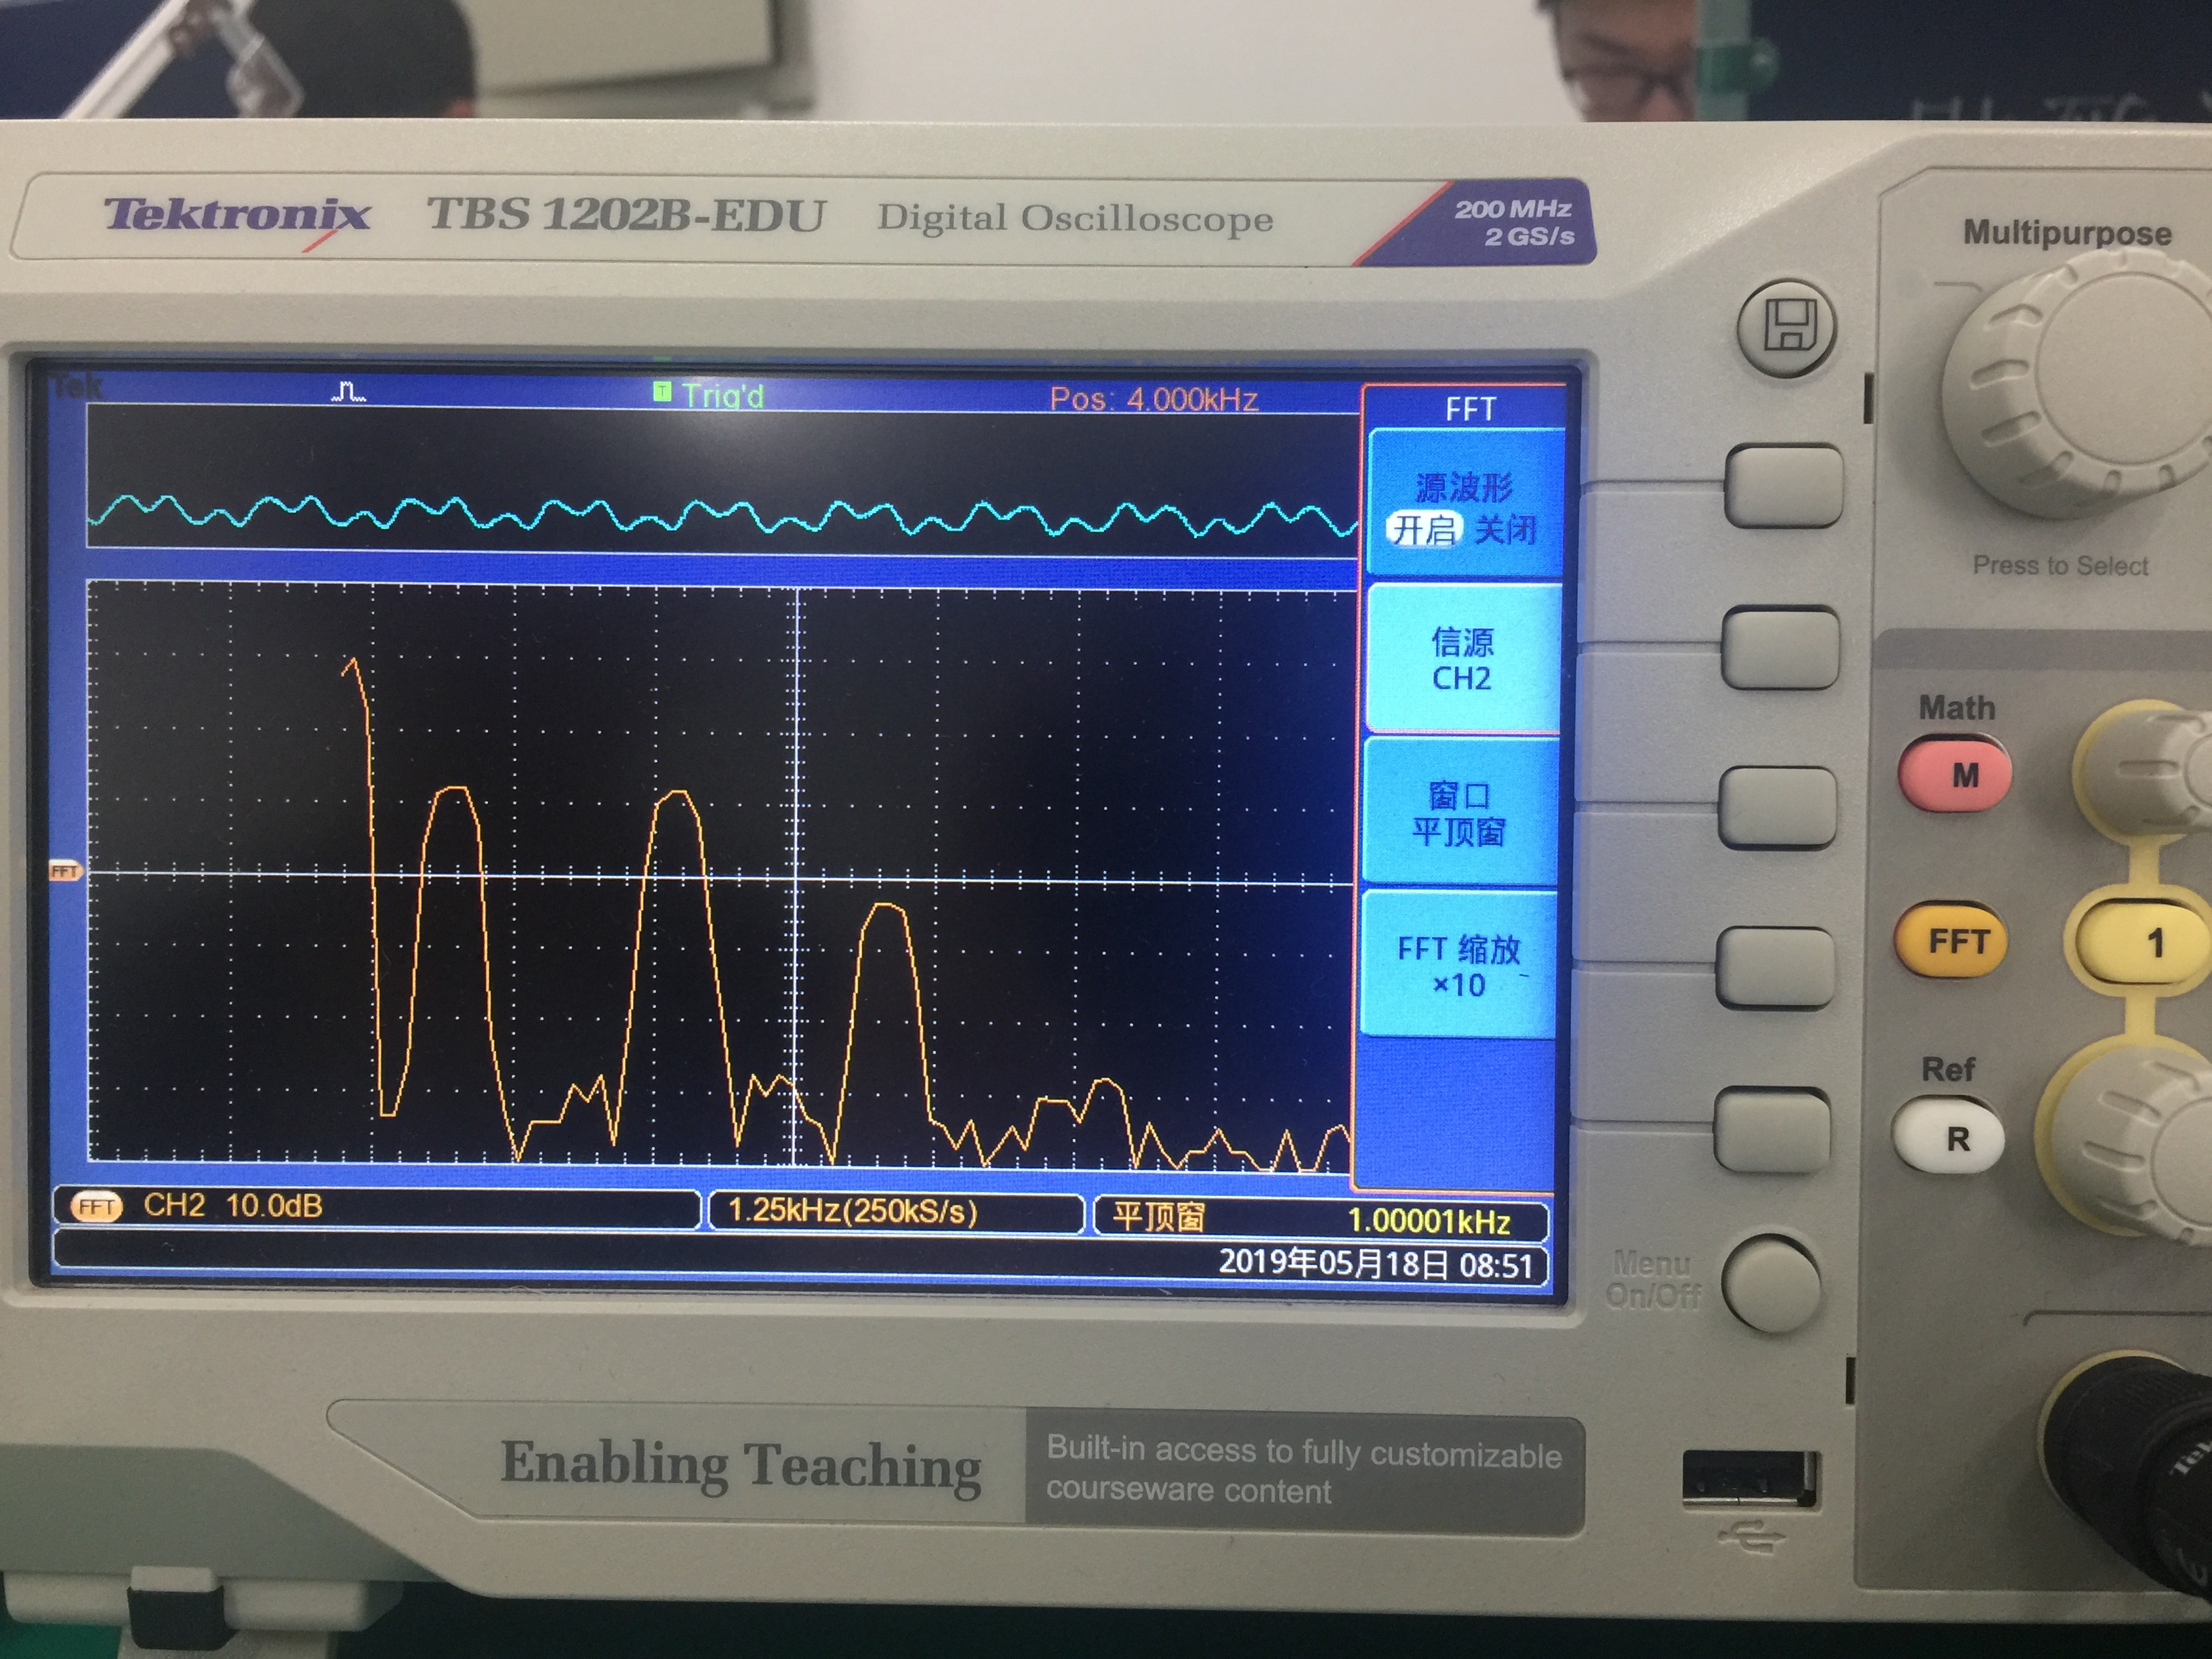 Tektronix TBS 1202B-EDU Digital Oscilloscope 200 MHz
2 GS/s
Multipurpose
Press to Select
Tek Trig'd Pos: 4.000kHz
FFT
源波形
开启 关闭
信源
CH2
窗口
平顶窗
FFT 缩放
×10
FFT
FFT CH2 10.0dB 1.25kHz(250kS/s) 平顶窗 1.00001kHz
2019年05月18日 08:51
Math
M
FFT
1
Ref
R
Menu
On/Off
Enabling Teaching
Built-in access to fully customizable
courseware content